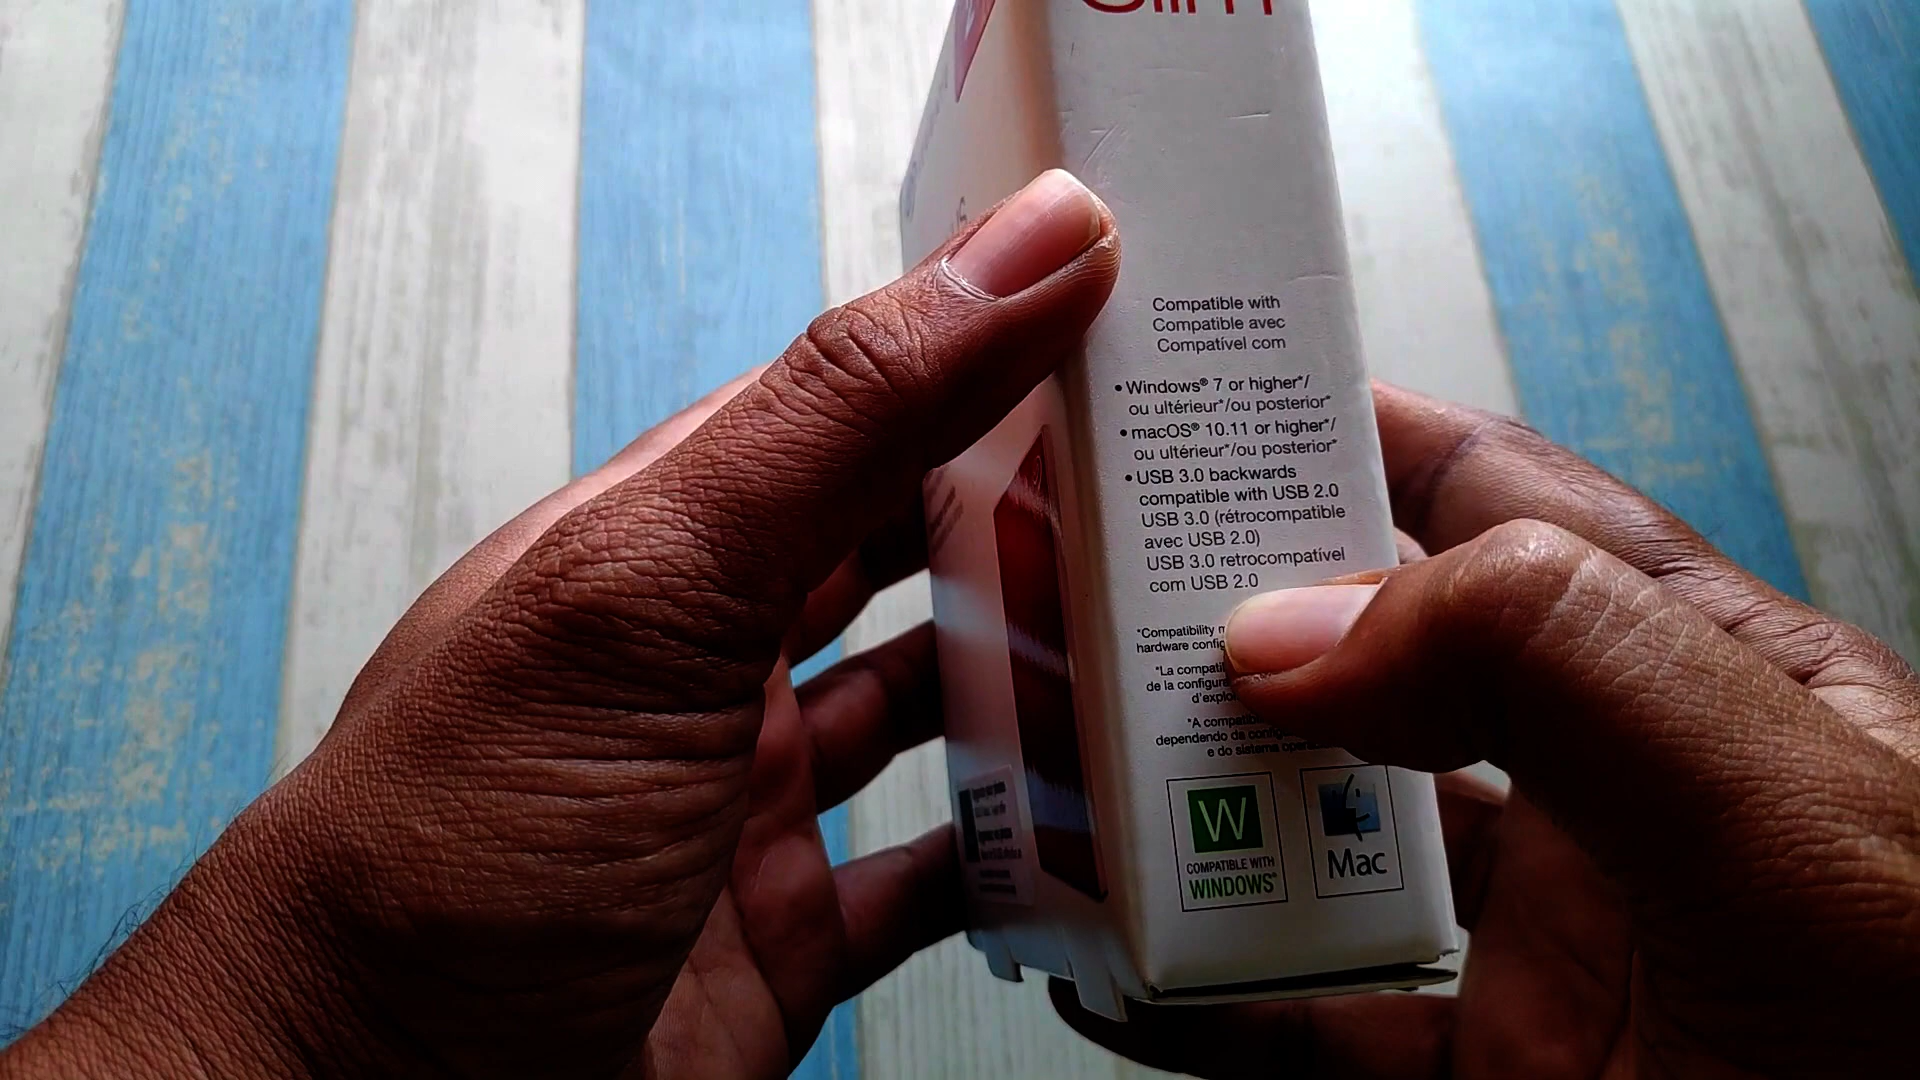 Slim
Compatible with
Compatible avec
Compatível com
• Windows® 7 or higher*/
ou ultérieur*/ou posterior*
• macOS® 10.11 or higher*/
ou ultérieur*/ou posterior*
• USB 3.0 backwards
compatible with USB 2.0
USB 3.0 (rétrocompatible
avec USB 2.0)
USB 3.0 retrocompatível
com USB 2.0
*Compatibility
hardware
*La
de la
*A
dependendo da
e do sistema
W
COMPATIBLE WITH
WINDOWS®
Mac